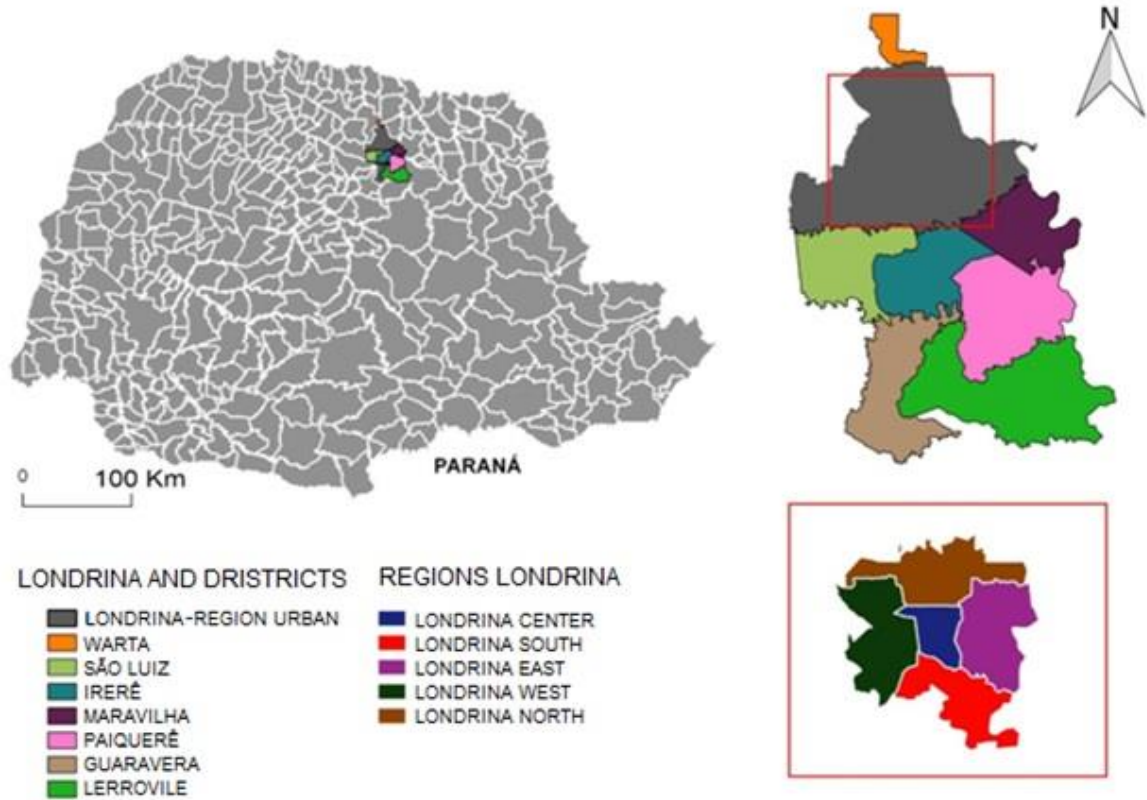 N
PARANÁ
0 100 Km
LONDRINA AND DRISTRICTS
LONDRINA-REGION URBAN
WARTA
SÃO LUIZ
IRERÊ
MARAVILHA
PAIQUERÊ
GUARAVERA
LERROVILE
REGIONS LONDRINA
LONDRINA CENTER
LONDRINA SOUTH
LONDRINA EAST
LONDRINA WEST
LONDRINA NORTH